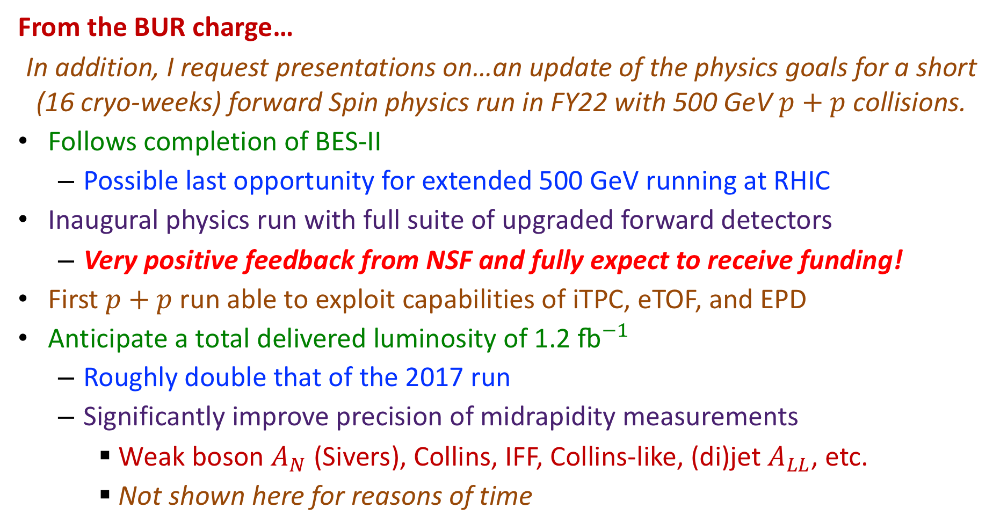 From the BUR charge…
In addition, I request presentations on…an update of the physics goals for a short
(16 cryo-weeks) forward Spin physics run in FY22 with 500 GeV 𝑝 + 𝑝 collisions.
• Follows completion of BES-II
– Possible last opportunity for extended 500 GeV running at RHIC
• Inaugural physics run with full suite of upgraded forward detectors
– Very positive feedback from NSF and fully expect to receive funding!
• First 𝑝 + 𝑝 run able to exploit capabilities of iTPC, eTOF, and EPD
• Anticipate a total delivered luminosity of 1.2 fb⁻¹
– Roughly double that of the 2017 run
– Significantly improve precision of midrapidity measurements
▪ Weak boson 𝐴_𝑁 (Sivers), Collins, IFF, Collins-like, (di)jet 𝐴_𝐿𝐿, etc.
▪ Not shown here for reasons of time